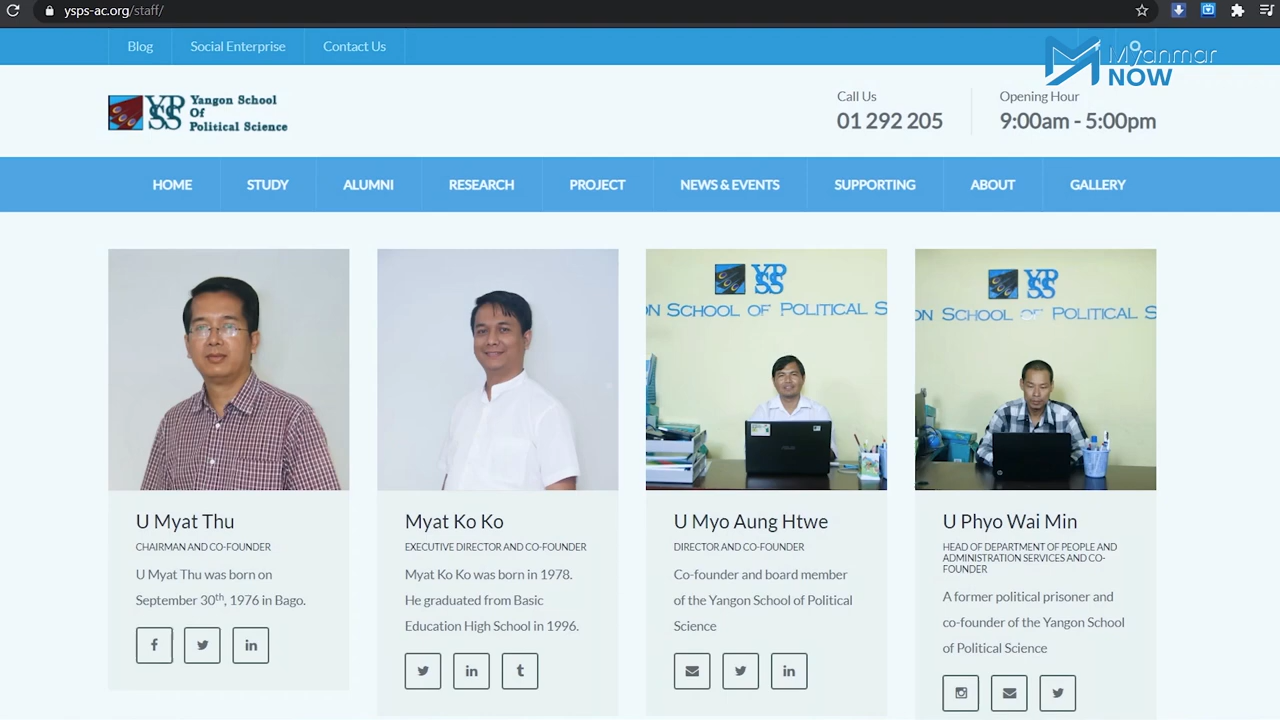 ysps-ac.org/staff/
Blog
Social Enterprise
Contact Us
Myanmar
NOW
YSPS
Yangon School
Of
Political Science
Call Us
01 292 205
Opening Hour
9:00am - 5:00pm
HOME
STUDY
ALUMNI
RESEARCH
PROJECT
NEWS & EVENTS
SUPPORTING
ABOUT
GALLERY
YSPS
ON SCHOOL OF POLITICAL S
YSPS
ON SCHOOL OF POLITICAL S
U Myat Thu
CHAIRMAN AND CO-FOUNDER
U Myat Thu was born on
September 30th, 1976 in Bago.
Myat Ko Ko
EXECUTIVE DIRECTOR AND CO-FOUNDER
Myat Ko Ko was born in 1978.
He graduated from Basic
Education High School in 1996.
U Myo Aung Htwe
DIRECTOR AND CO-FOUNDER
Co-founder and board member
of the Yangon School of Political
Science
U Phyo Wai Min
HEAD OF DEPARTMENT OF PEOPLE AND
ADMINISTRATION SERVICES AND CO-
FOUNDER
A former political prisoner and
co-founder of the Yangon School
of Political Science